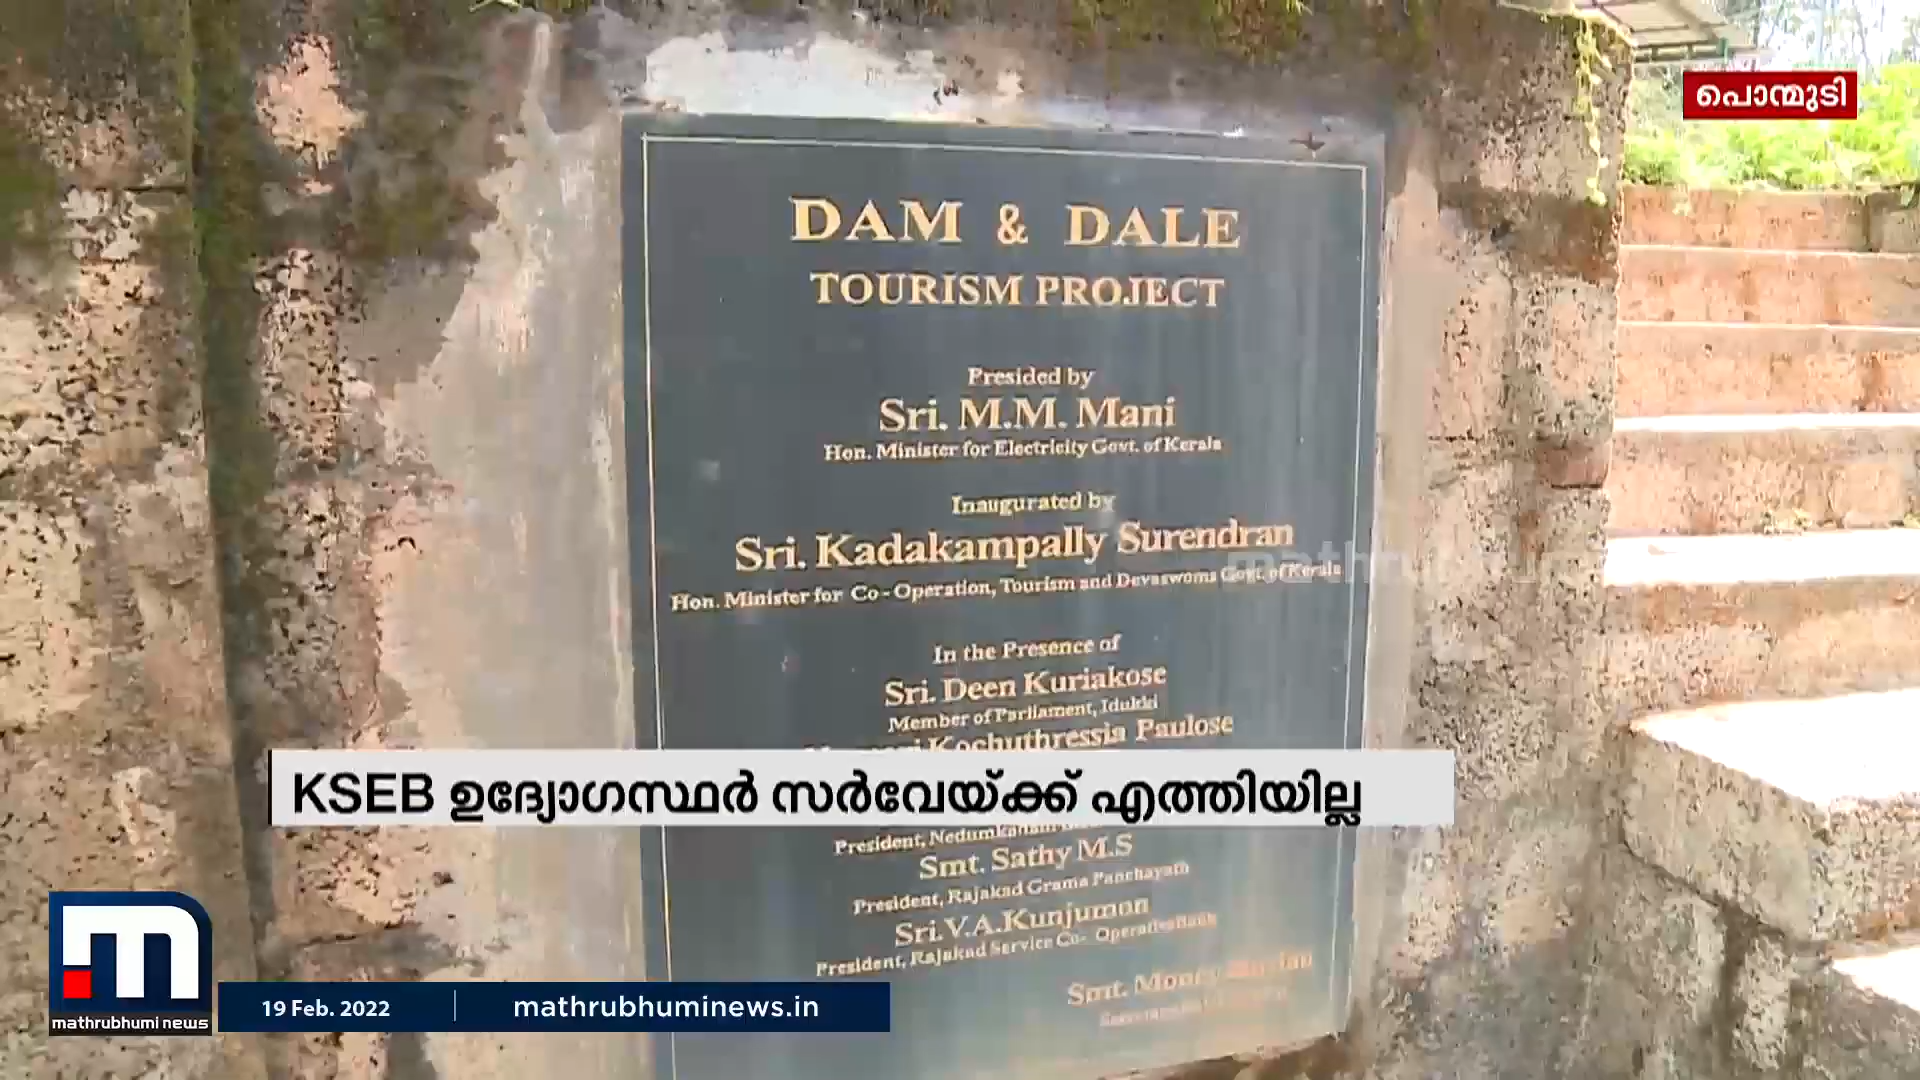 പൊന്മുടി
DAM & DALE
TOURISM PROJECT
Presided by
Sri. M.M. Mani
Hon. Minister for Electricity Govt. of Kerala
Inaugurated by
Sri. Kadakampally Surendran
Hon. Minister for Co-Operation, Tourism and Devaswoms Govt. of Kerala
In the Presence of
Sri. Deen Kuriakose
Member of Parliament, Idukki
Kochuthressia Paulose
KSEB ഉദ്യോഗസ്ഥർ സർവേയ്ക്ക് എത്തിയില്ല
President, Nedumkandam
Smt. Sathy M.S
President, Rajakad Grama Panchayath
Sri.V.A.Kunjumon
President, Rajakad Service Co-Operative Bank
Smt.
mathrubhumi news
19 Feb. 2022
mathrubhuminews.in